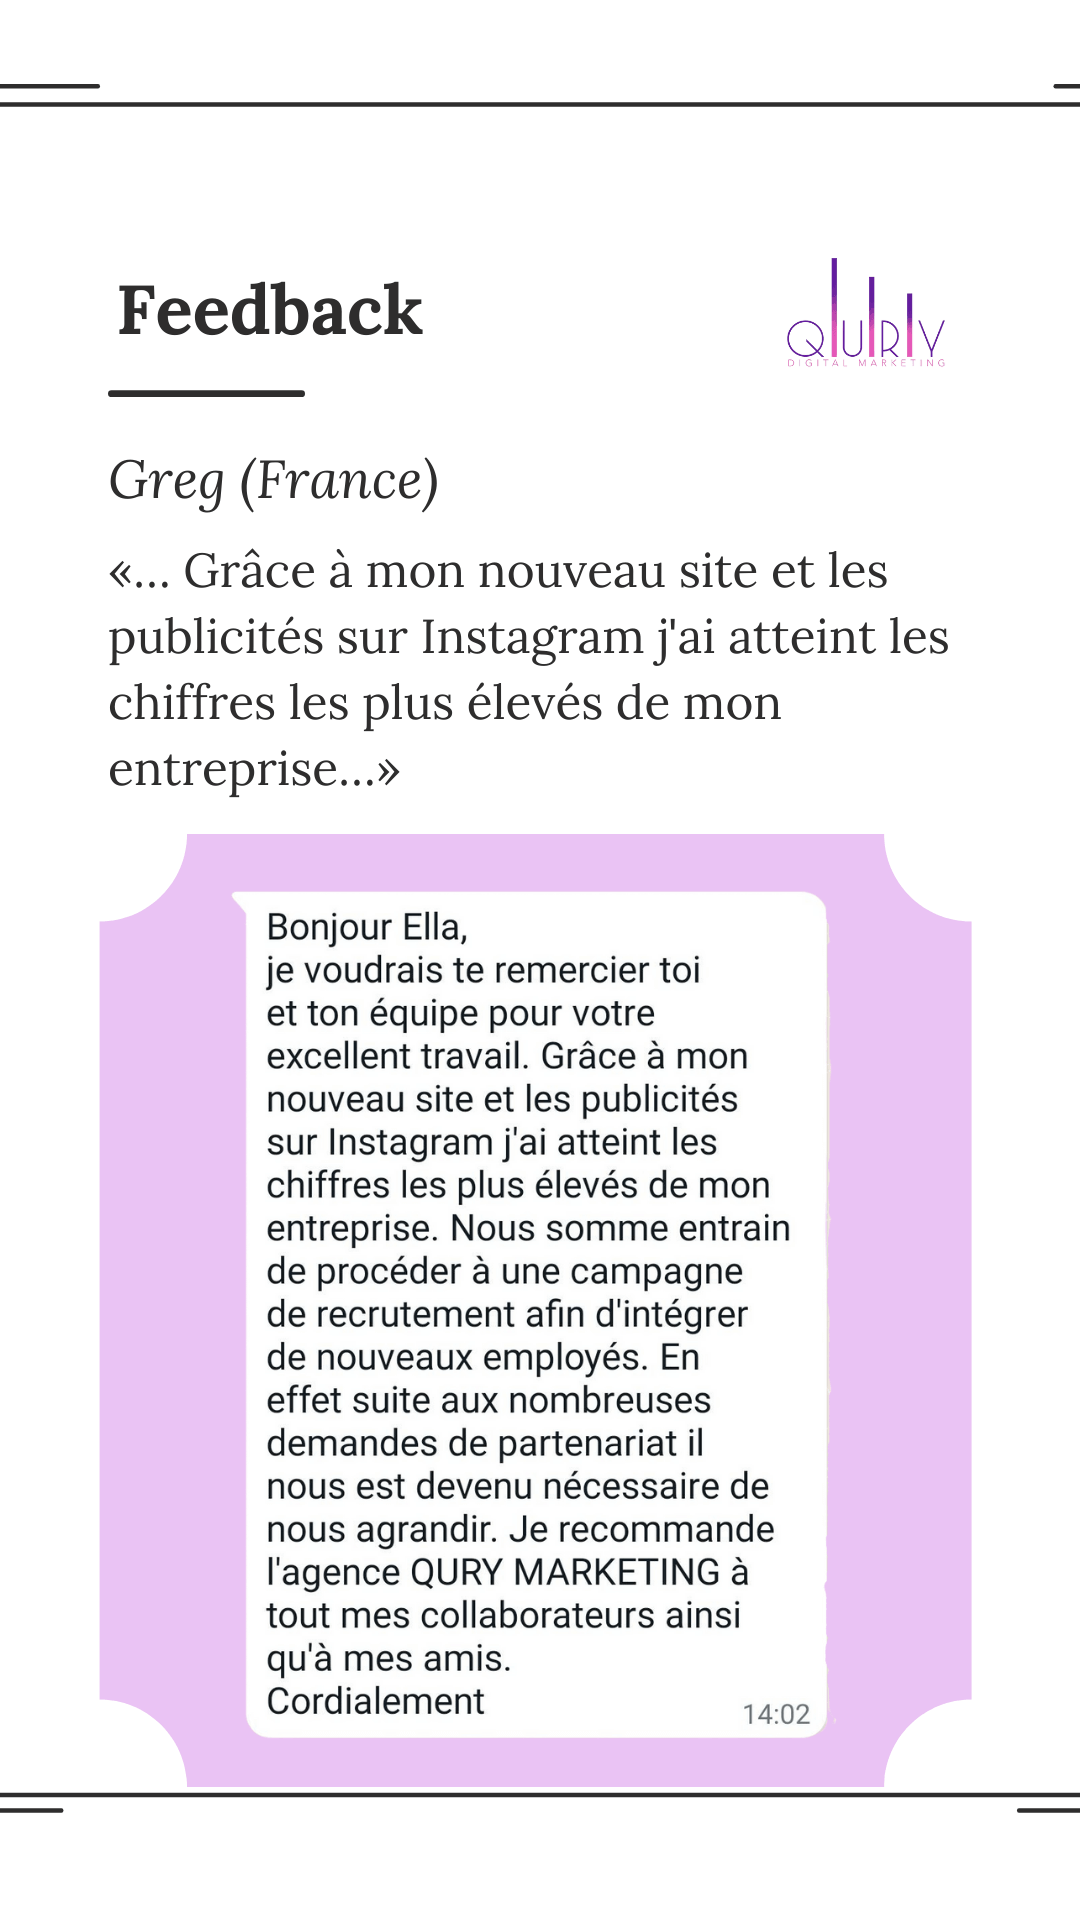 Feedback
QURY
DIGITAL MARKETING
Greg (France)
«... Grâce à mon nouveau site et les
publicités sur Instagram j'ai atteint les
chiffres les plus élevés de mon
entreprise...»
Bonjour Ella,
je voudrais te remercier toi
et ton équipe pour votre
excellent travail. Grâce à mon
nouveau site et les publicités
sur Instagram j'ai atteint les
chiffres les plus élevés de mon
entreprise. Nous somme entrain
de procéder à une campagne
de recrutement afin d'intégrer
de nouveaux employés. En
effet suite aux nombreuses
demandes de partenariat il
nous est devenu nécessaire de
nous agrandir. Je recommande
l'agence QURY MARKETING à
tout mes collaborateurs ainsi
qu'à mes amis.
Cordialement
14:02